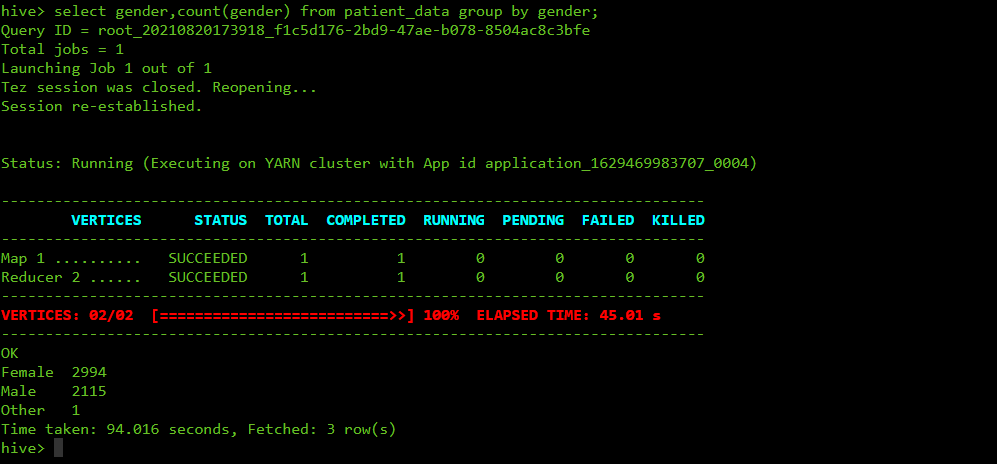 hive> select gender,count(gender) from patient_data group by gender;
Query ID = root_20210820173918_f1c5d176-2bd9-47ae-b078-8504ac8c3bfe
Total jobs = 1
Launching Job 1 out of 1
Tez session was closed. Reopening...
Session re-established.
Status: Running (Executing on YARN cluster with App id application_1629469983707_0004)
--------------------------------------------------------------------------------
        VERTICES      STATUS  TOTAL  COMPLETED  RUNNING  PENDING  FAILED  KILLED
--------------------------------------------------------------------------------
Map 1 ..........   SUCCEEDED      1          1        0        0       0       0
Reducer 2 ......   SUCCEEDED      1          1        0        0       0       0
--------------------------------------------------------------------------------
VERTICES: 02/02  [==========================>>] 100%  ELAPSED TIME: 45.01 s
--------------------------------------------------------------------------------
OK
Female  2994
Male    2115
Other   1
Time taken: 94.016 seconds, Fetched: 3 row(s)
hive>